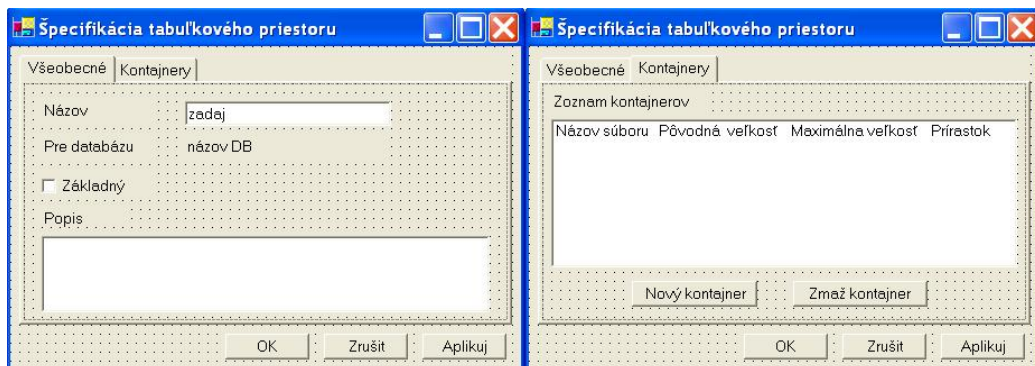 Špecifikácia tabuľkového priestoru
Všeobecné Kontajnery
Názov zadaj
Pre databázu názov DB
Základný
Popis
OK Zrušit Aplikuj
Špecifikácia tabuľkového priestoru
Všeobecné Kontajnery
Zoznam kontajnerov
Názov súboru Pôvodná veľkosť Maximálna veľkosť Prírastok
Nový kontajner Zmaž kontajner
OK Zrušit Aplikuj